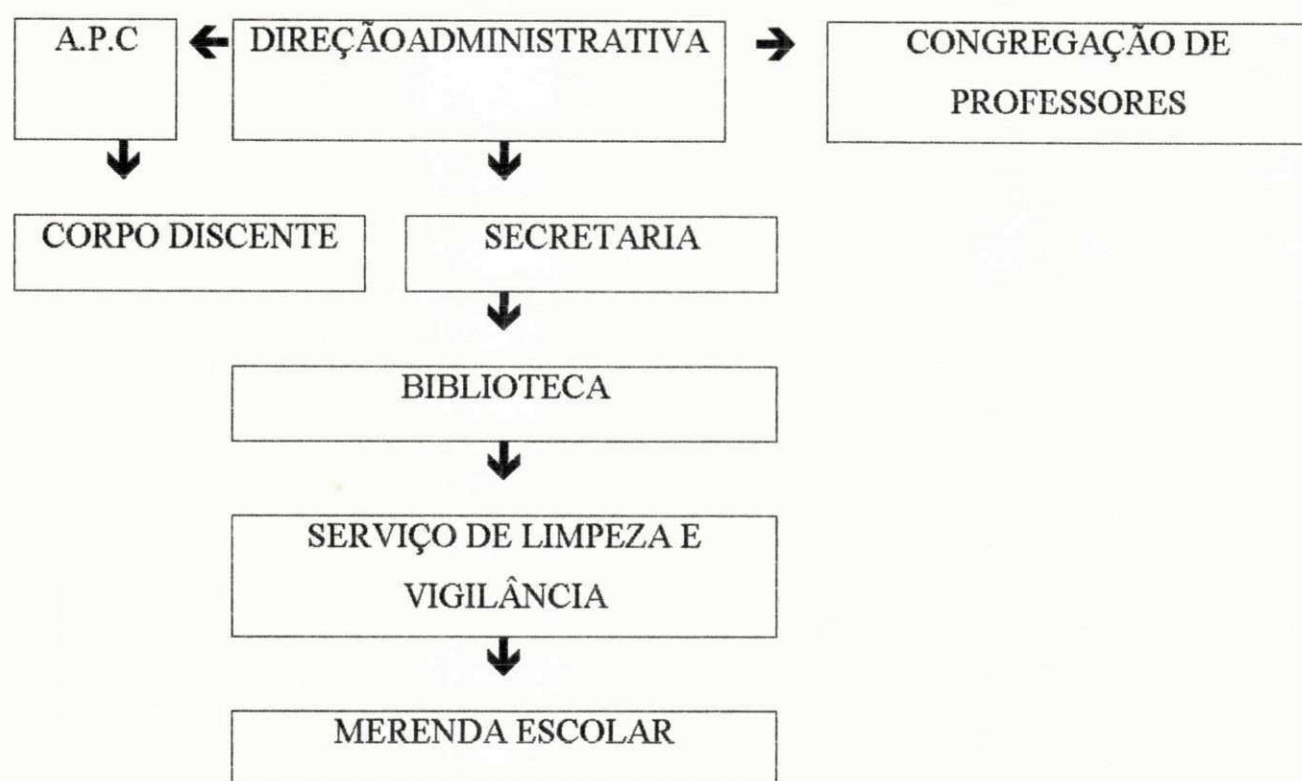 A.P.C
DIREÇÃOADMINISTRATIVA
CONGREGAÇÃO DE
PROFESSORES
CORPO DISCENTE
SECRETARIA
BIBLIOTECA
SERVIÇO DE LIMPEZA E
VIGILÂNCIA
MERENDA ESCOLAR